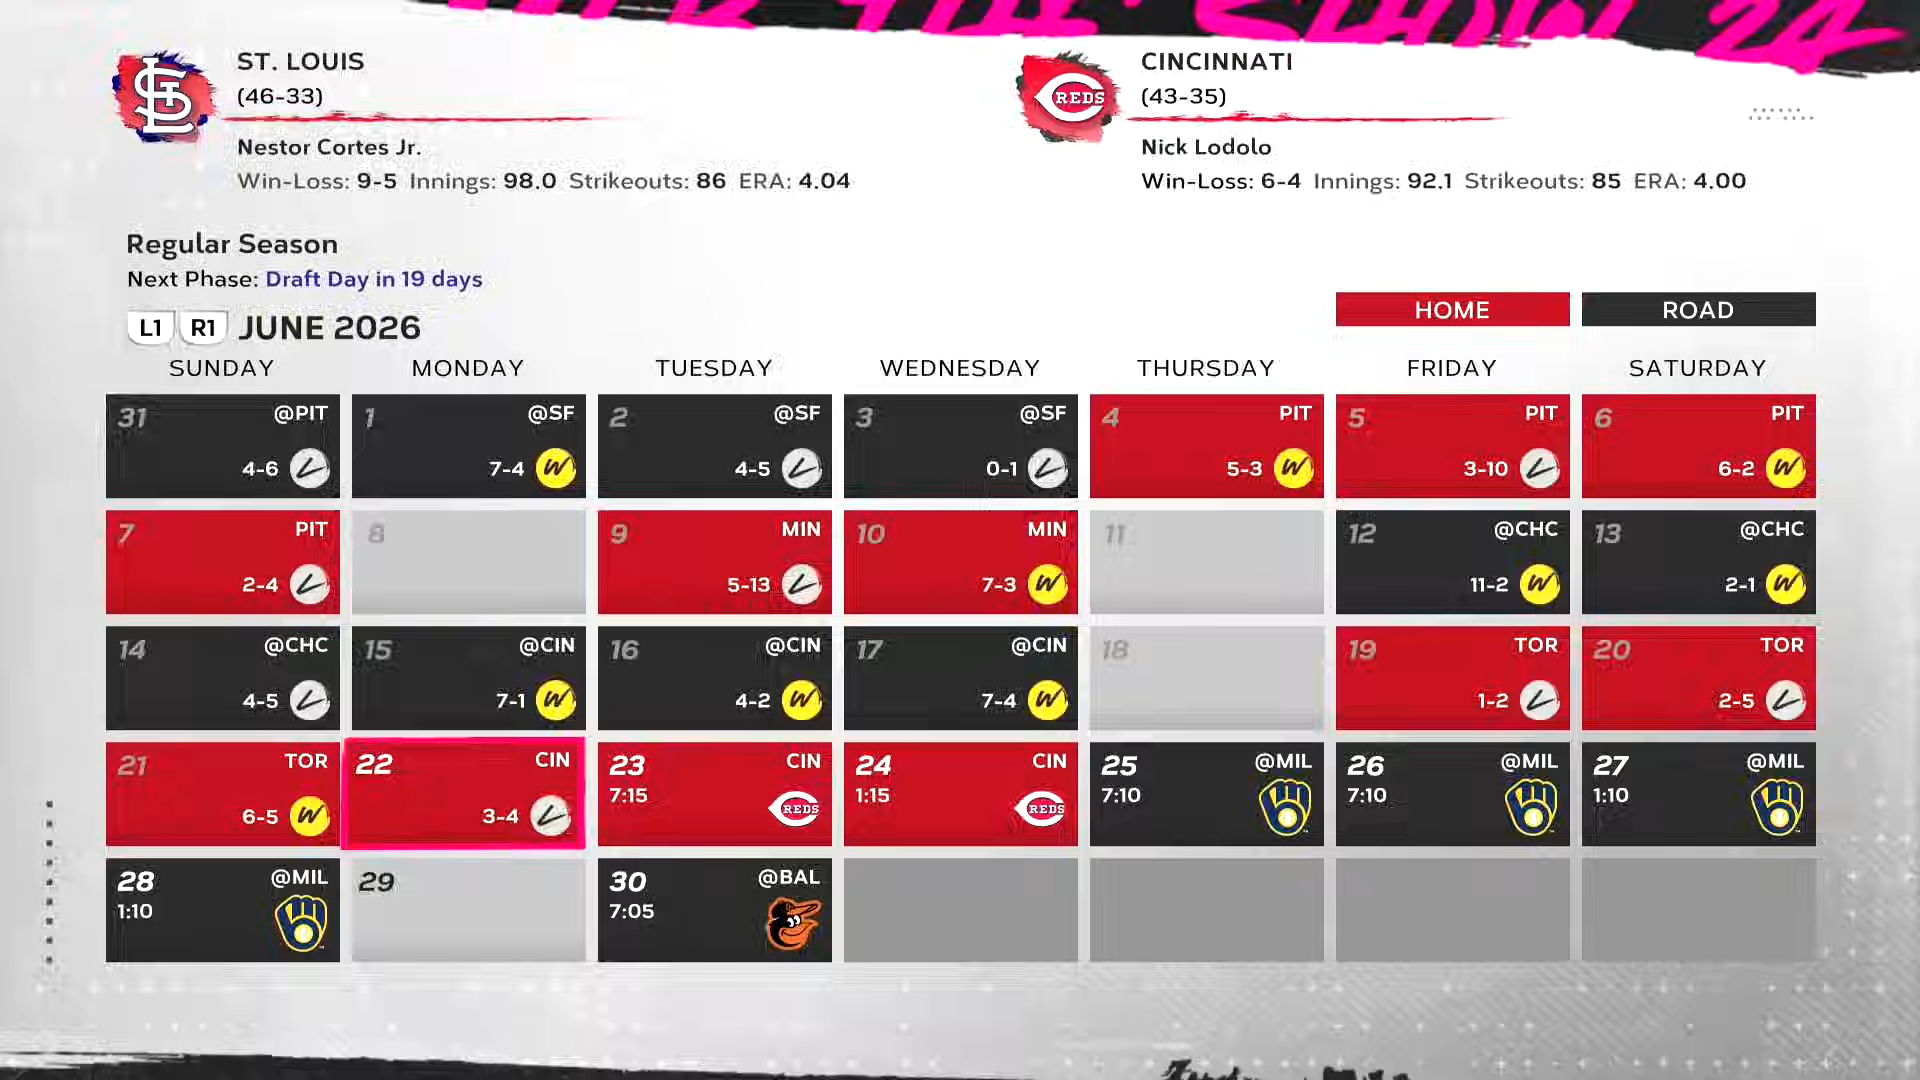 THE SHOW 24
ST. LOUIS
(46-33)
Nestor Cortes Jr.
Win-Loss: 9-5 Innings: 98.0 Strikeouts: 86 ERA: 4.04
REDS
CINCINNATI
(43-35)
Nick Lodolo
Win-Loss: 6-4 Innings: 92.1 Strikeouts: 85 ERA: 4.00
Regular Season
Next Phase: Draft Day in 19 days
L1 R1 JUNE 2026
HOME ROAD
SUNDAY MONDAY TUESDAY WEDNESDAY THURSDAY FRIDAY SATURDAY
31 @PIT 1 @SF 2 @SF 3 @SF 4 PIT 5 PIT 6 PIT
4-6 L 7-4 W 4-5 L 0-1 L 5-3 W 3-10 L 6-2 W
7 PIT 8 9 MIN 10 MIN 11 12 @CHC 13 @CHC
2-4 L 5-13 L 7-3 W 11-2 W 2-1 W
14 @CHC 15 @CIN 16 @CIN 17 @CIN 18 19 TOR 20 TOR
4-5 L 7-1 W 4-2 W 7-4 W 1-2 L 2-5 L
21 TOR 22 CIN 23 CIN 24 CIN 25 @MIL 26 @MIL 27 @MIL
6-5 W 3-4 L 7:15 REDS 1:15 REDS 7:10 7:10 1:10
28 @MIL 29 30 @BAL
1:10 7:05